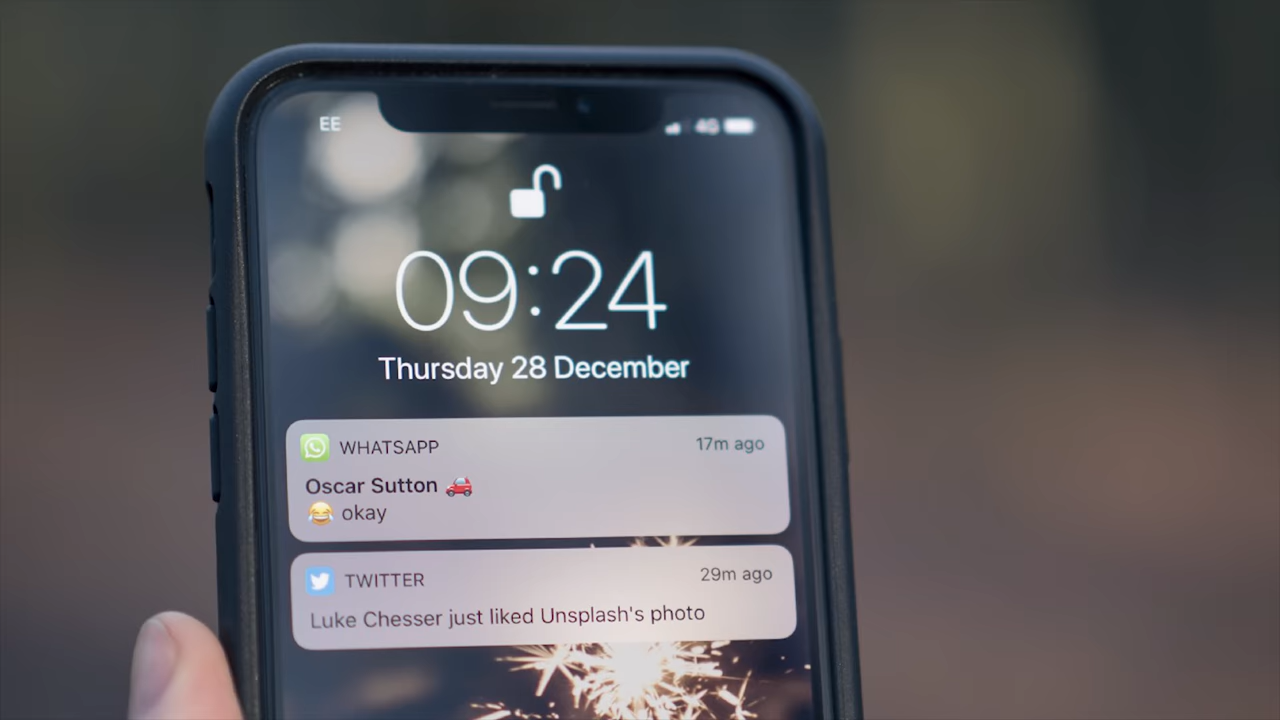 EE
4G
09:24
Thursday 28 December
WHATSAPP 17m ago
Oscar Sutton 🚗
😂 okay
TWITTER 29m ago
Luke Chesser just liked Unsplash's photo